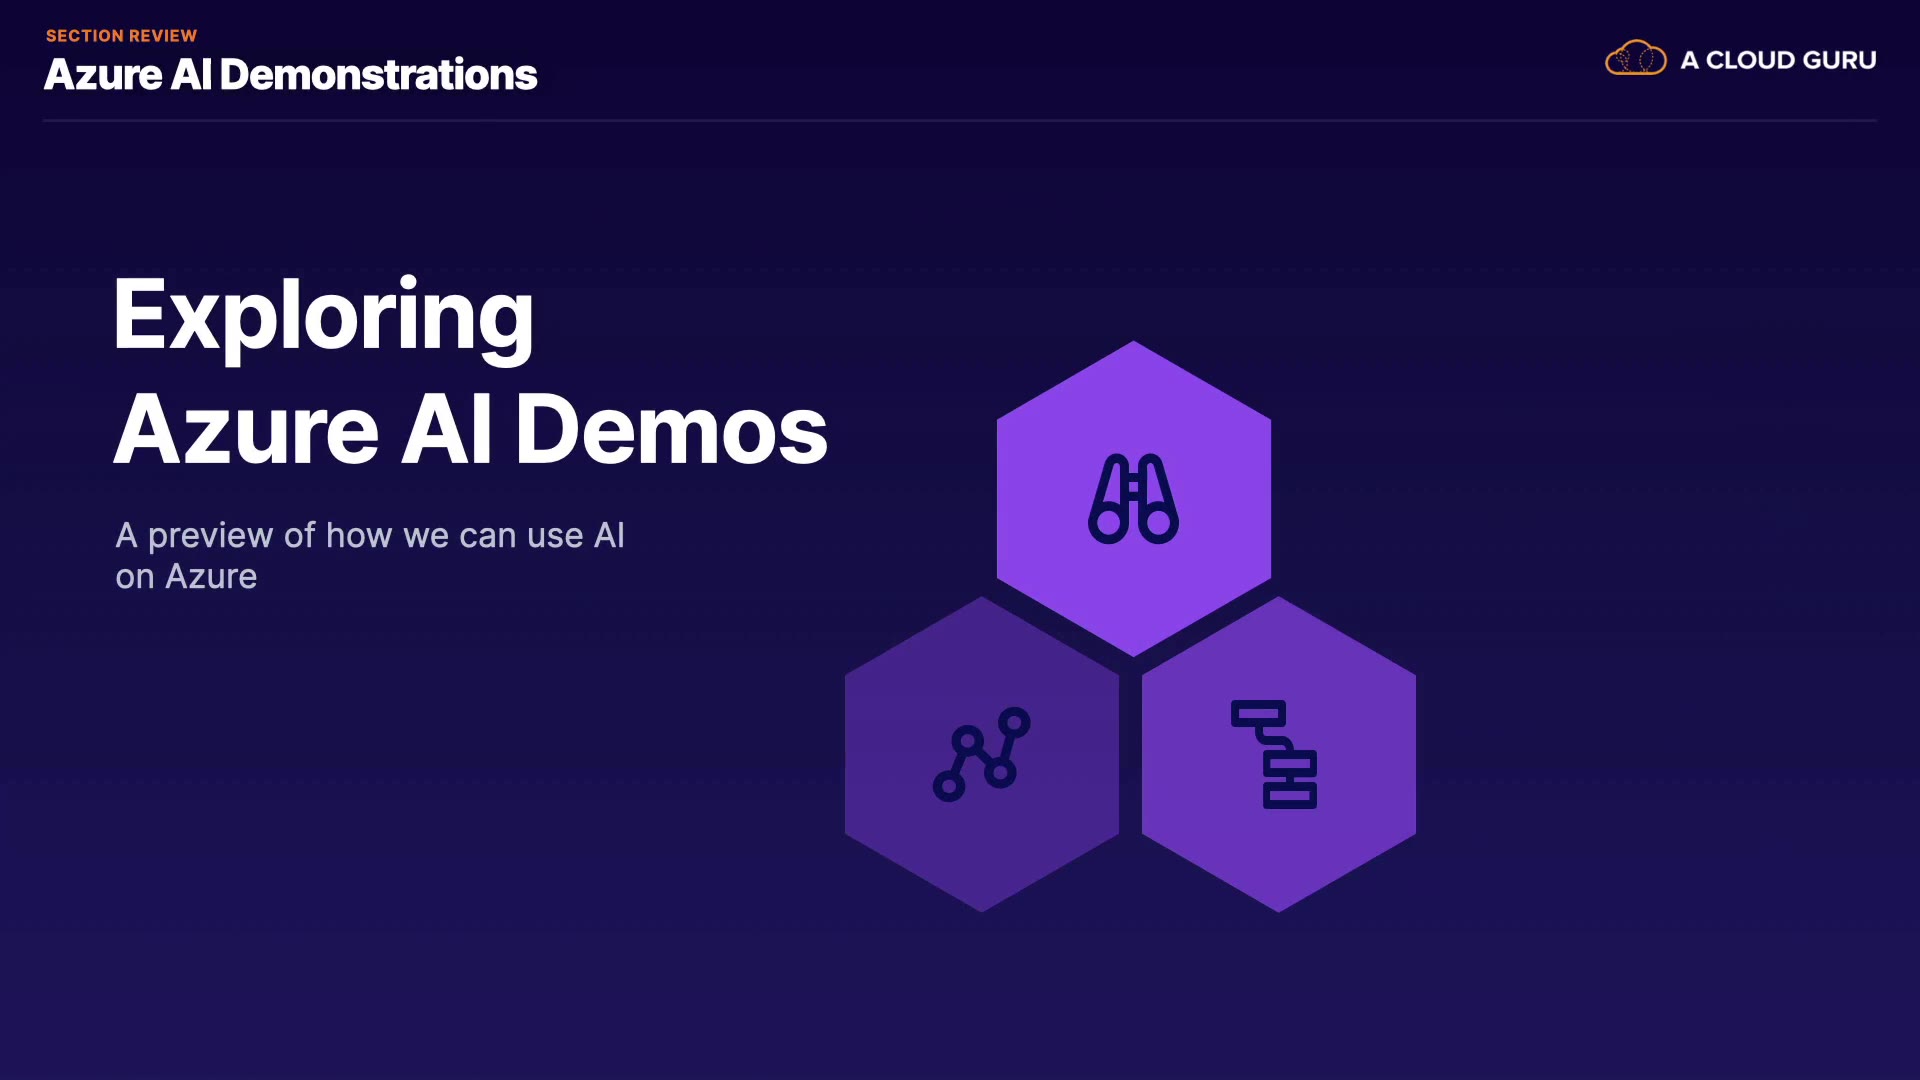 SECTION REVIEW
Azure AI Demonstrations
A CLOUD GURU
Exploring
Azure AI Demos
A preview of how we can use AI
on Azure